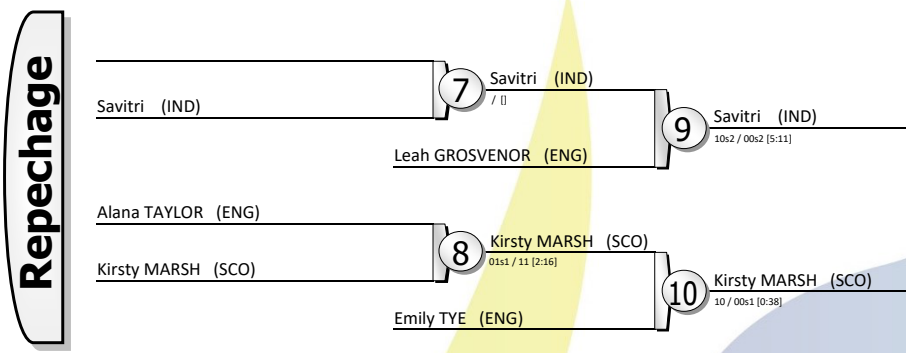 Repechage
Savitri (IND)
7
Savitri (IND)
/ []
Leah GROSVENOR (ENG)
9
Savitri (IND)
10s2 / 00s2 [5:11]
Alana TAYLOR (ENG)
Kirsty MARSH (SCO)
8
Kirsty MARSH (SCO)
01s1 / 11 [2:16]
Emily TYE (ENG)
10
Kirsty MARSH (SCO)
10 / 00s1 [0:38]